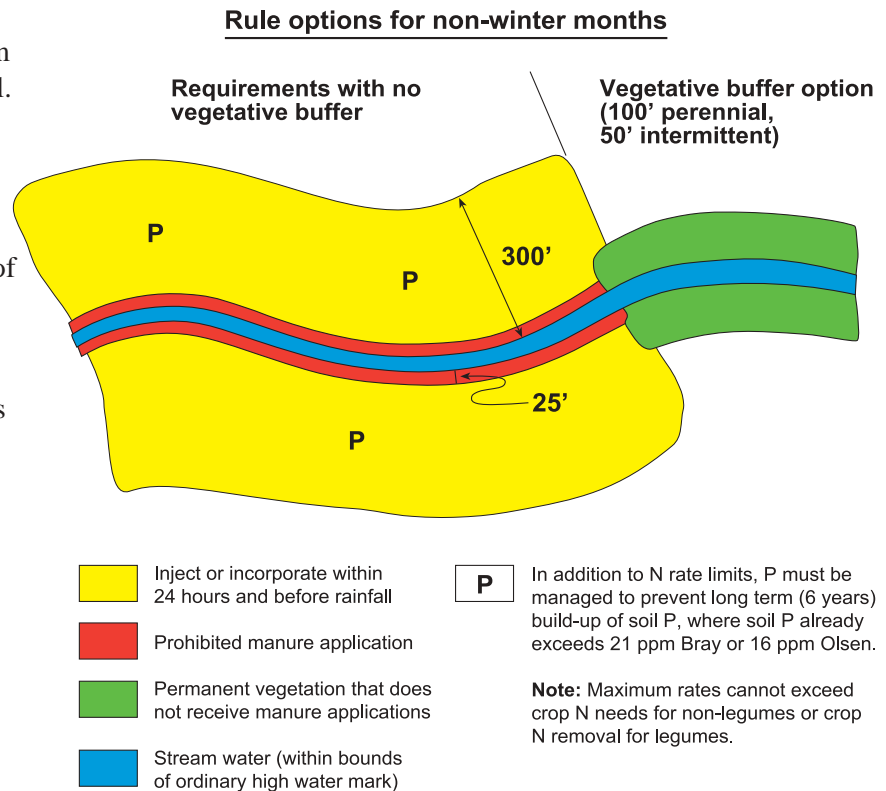 Rule options for non-winter months
n
l.
of
s
Requirements with no
vegetative buffer
Vegetative buffer option
(100’ perennial,
50’ intermittent)
P
P
300’
25’
P
Inject or incorporate within
24 hours and before rainfall
Prohibited manure application
Permanent vegetation that does
not receive manure applications
Stream water (within bounds
of ordinary high water mark)
P
In addition to N rate limits, P must be
managed to prevent long term (6 years)
build-up of soil P, where soil P already
exceeds 21 ppm Bray or 16 ppm Olsen.
Note: Maximum rates cannot exceed
crop N needs for non-legumes or crop
N removal for legumes.